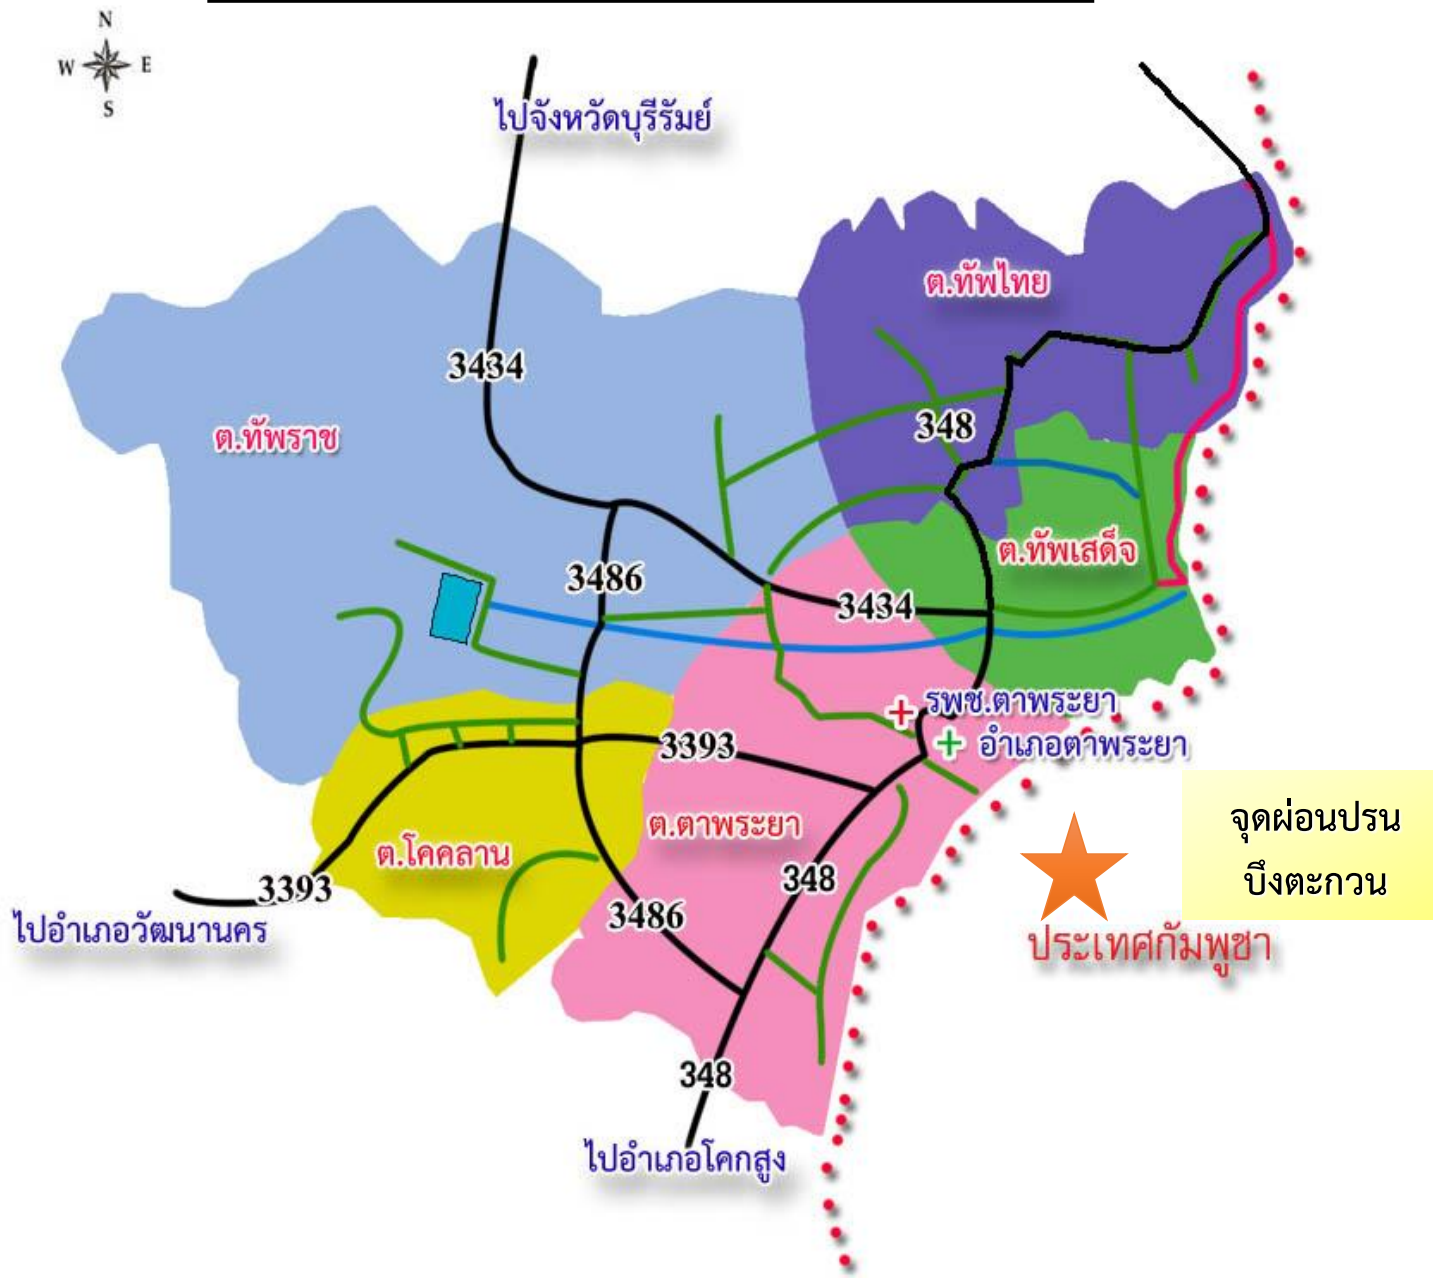 N
W E
S
ไปจังหวัดบุรีรัมย์
ต.ทัพไทย
3434
348
ต.ทัพราช
ต.ทัพเสด็จ
3486
3434
รพช.ตาพระยา
3393
อำเภอตาพระยา
จุดผ่อนปรน
บึงตะกวน
ต.ตาพระยา
ต.โคคลาน
348
3393
3486
ไปอำเภอวัฒนานคร
ประเทศกัมพูชา
348
ไปอำเภอโคกสูง